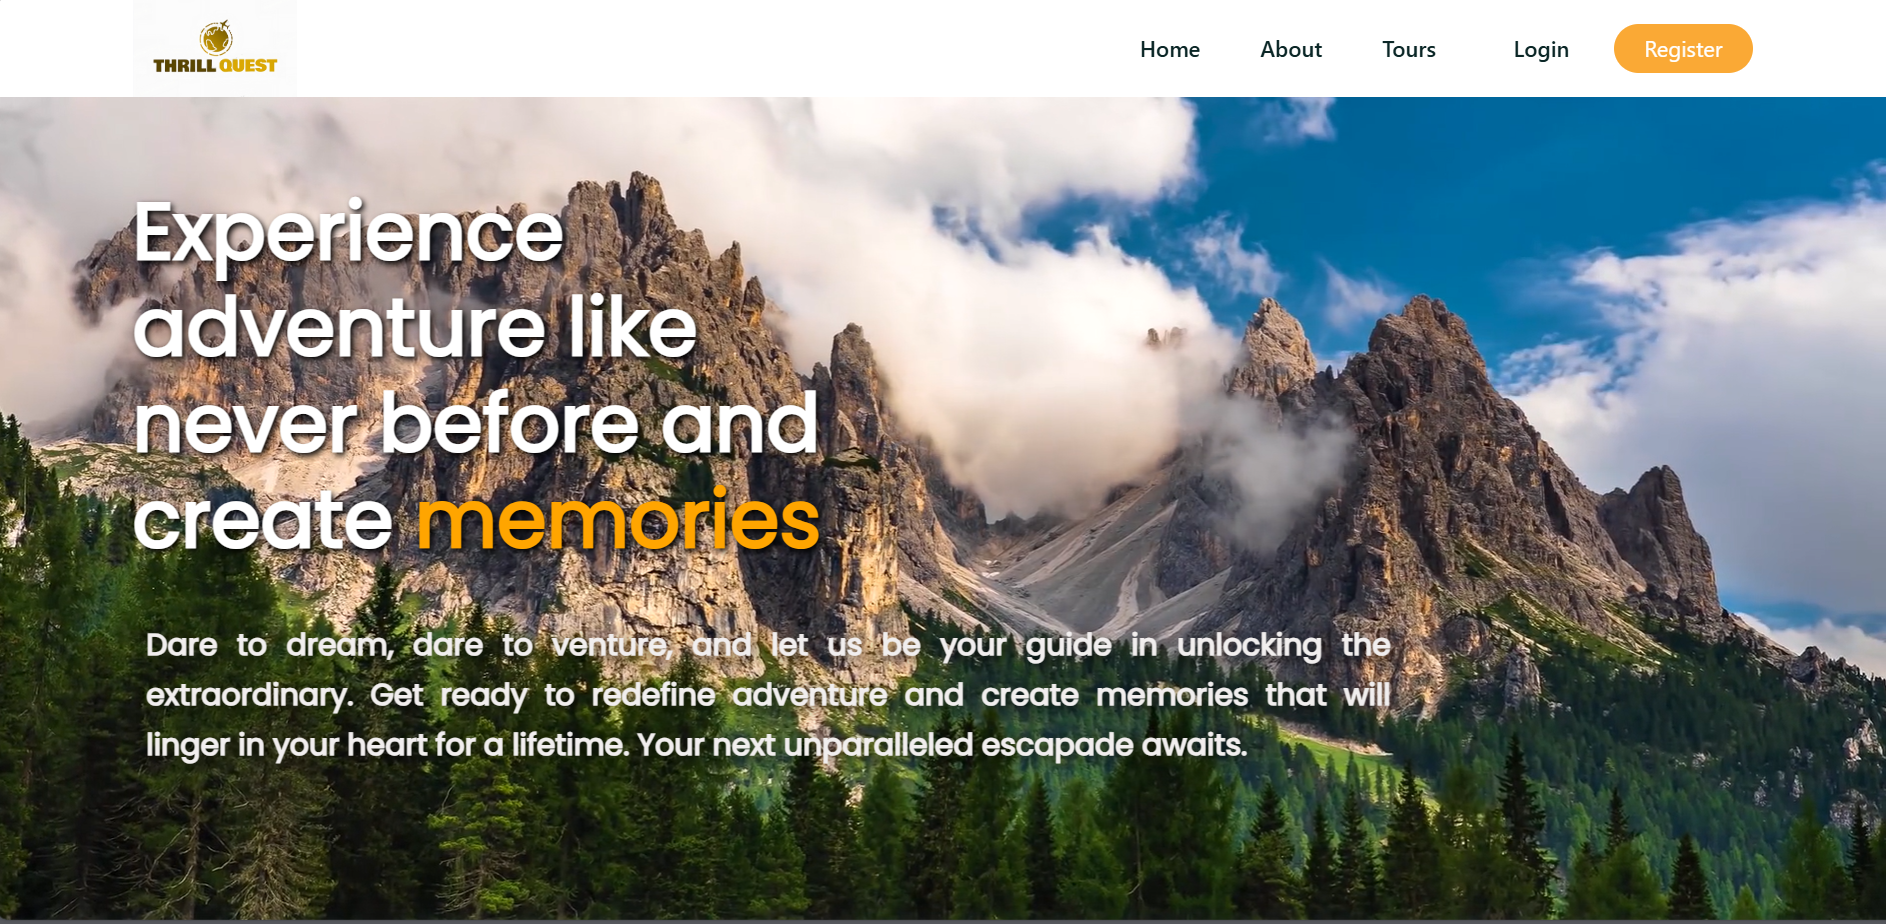 THRILL QUEST
Home About Tours Login Register
Experience
adventure like
never before and
create memories
Dare to dream, dare to venture, and let us be your guide in unlocking the
extraordinary. Get ready to redefine adventure and create memories that will
linger in your heart for a lifetime. Your next unparalleled escapade awaits.